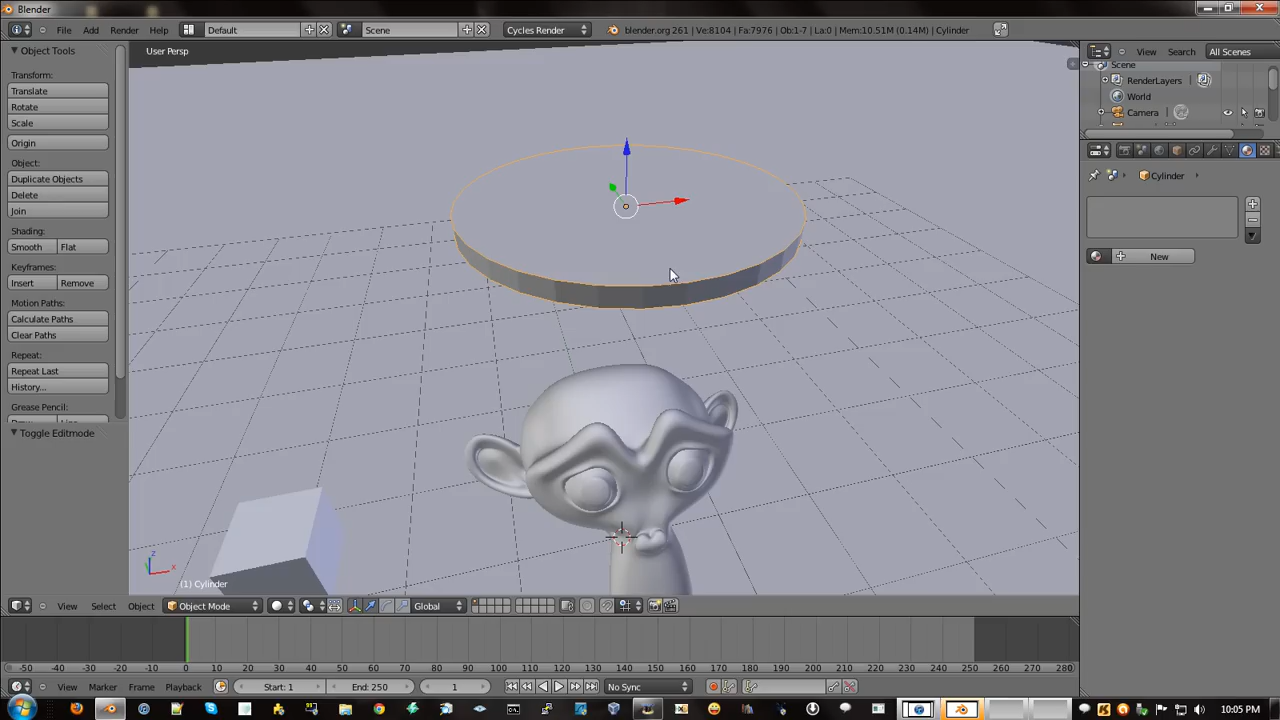 Blender
File Add Render Help Default Scene Cycles Render blender.org 261 | Ve:8104 | Fa:7976 | Ob:1-7 | La:0 | Mem:10.51M (0.14M) | Cylinder
Object Tools
User Persp
View Search All Scenes
Scene
RenderLayers
World
Camera
Transform:
Translate
Rotate
Scale
Origin
Object:
Duplicate Objects
Delete
Join
Shading:
Smooth Flat
Keyframes:
Insert Remove
Motion Paths:
Calculate Paths
Clear Paths
Repeat:
Repeat Last
History...
Grease Pencil:
Toggle Editmode
Cylinder
New
z
x
(1) Cylinder
View Select Object Object Mode Global
-50 -40 -30 -20 -10 0 10 20 30 40 50 60 70 80 90 100 110 120 130 140 150 160 170 180 190 200 210 220 230 240 250 260 270 280
View Marker Frame Playback Start: 1 End: 250 1 No Sync
10:05 PM